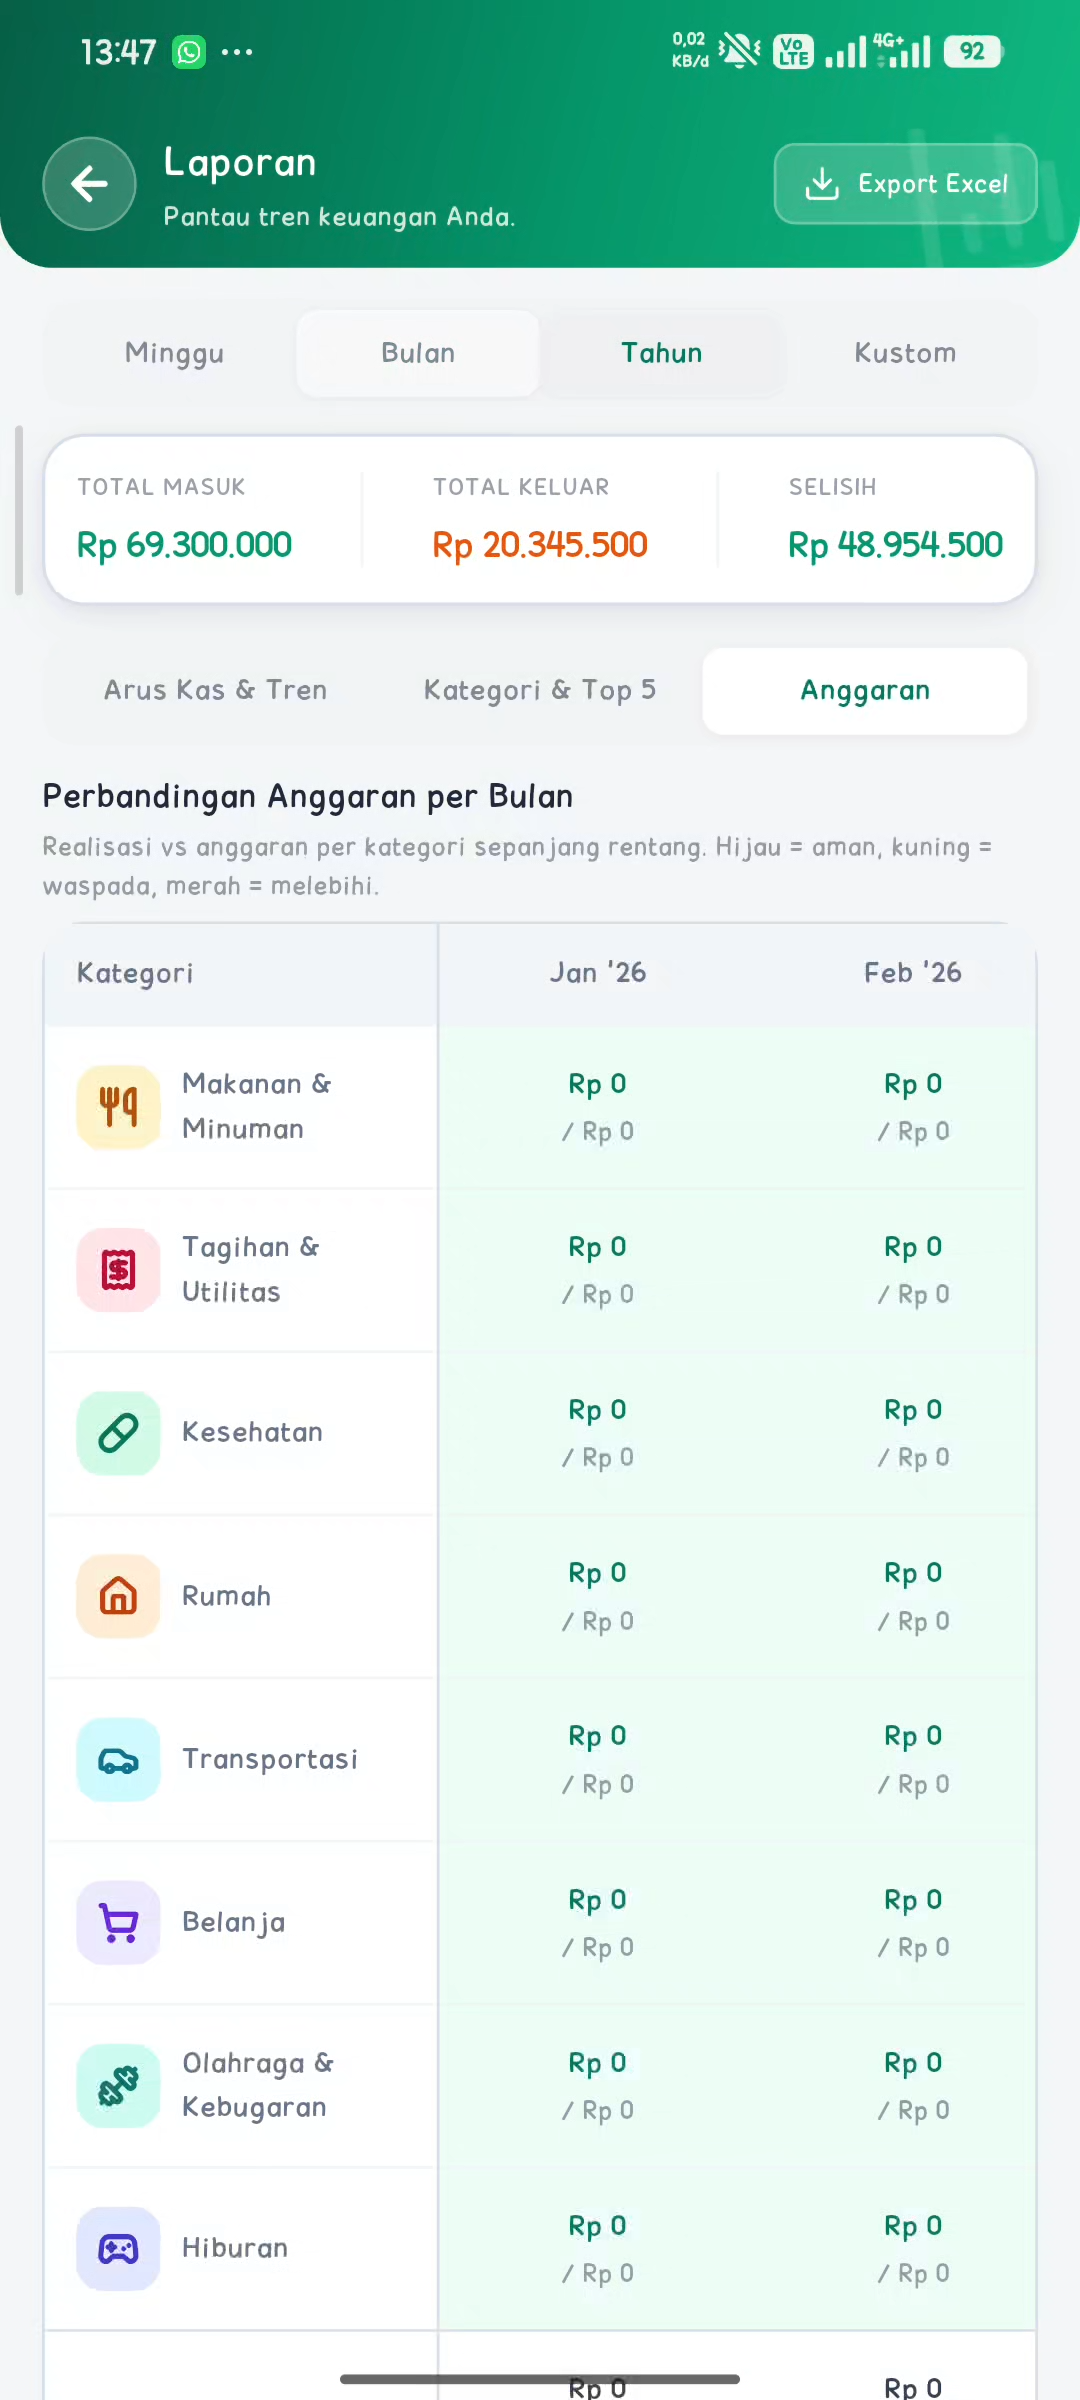 13:47
0,02
KB/d
Vo
LTE
4G+
92
Laporan
Pantau tren keuangan Anda.
Export Excel
Minggu
Bulan
Tahun
Kustom
TOTAL MASUK
Rp 69.300.000
TOTAL KELUAR
Rp 20.345.500
SELISIH
Rp 48.954.500
Arus Kas & Tren
Kategori & Top 5
Anggaran
Perbandingan Anggaran per Bulan
Realisasi vs anggaran per kategori sepanjang rentang. Hijau = aman, kuning =
waspada, merah = melebihi.
Kategori
Jan '26
Feb '26
Makanan &
Minuman
Rp 0
/ Rp 0
Rp 0
/ Rp 0
Tagihan &
Utilitas
Rp 0
/ Rp 0
Rp 0
/ Rp 0
Kesehatan
Rp 0
/ Rp 0
Rp 0
/ Rp 0
Rumah
Rp 0
/ Rp 0
Rp 0
/ Rp 0
Transportasi
Rp 0
/ Rp 0
Rp 0
/ Rp 0
Belanja
Rp 0
/ Rp 0
Rp 0
/ Rp 0
Olahraga &
Kebugaran
Rp 0
/ Rp 0
Rp 0
/ Rp 0
Hiburan
Rp 0
/ Rp 0
Rp 0
/ Rp 0
Rp 0
Rp 0